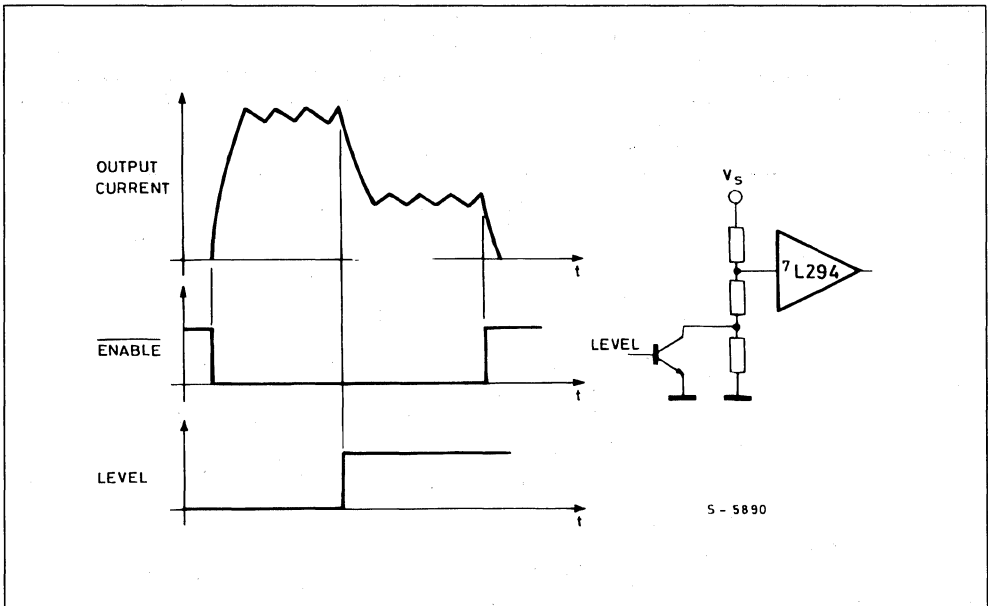 OUTPUT
CURRENT
t
ENABLE
t
LEVEL
t
VS
7 L294
LEVEL
S - 5890